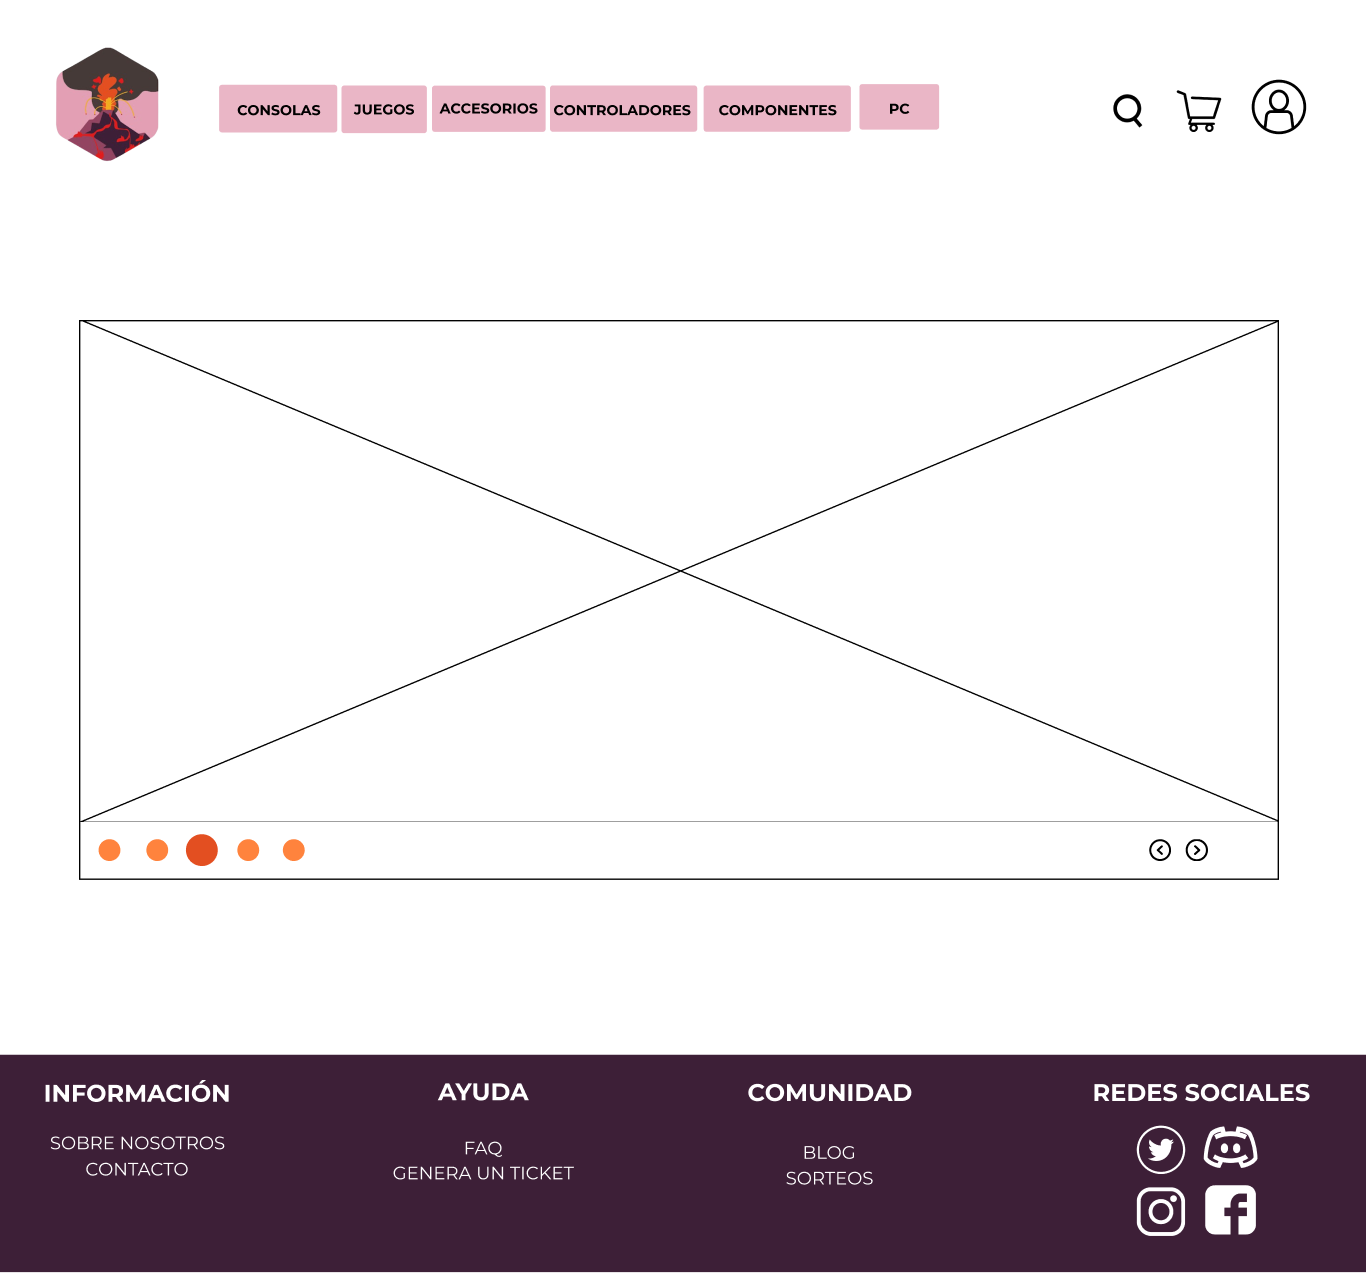 CONSOLAS
JUEGOS
ACCESORIOS
CONTROLADORES
COMPONENTES
PC
INFORMACIÓN
SOBRE NOSOTROS
CONTACTO
AYUDA
FAQ
GENERA UN TICKET
COMUNIDAD
BLOG
SORTEOS
REDES SOCIALES